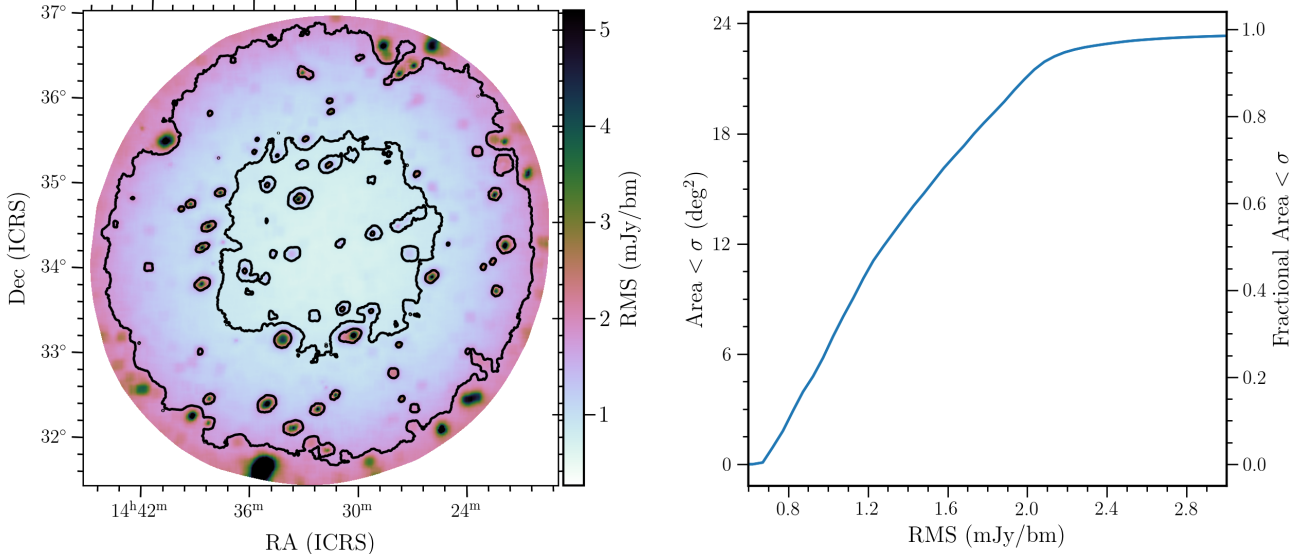 37°
36°
35°
34°
33°
32°
Dec (ICRS)
14ʰ42ᵐ
36ᵐ
30ᵐ
24ᵐ
RA (ICRS)
5
4
3
2
1
RMS (mJy/bm)
24
18
12
6
0
Area < σ (deg²)
0.8
1.2
1.6
2.0
2.4
2.8
RMS (mJy/bm)
1.0
0.8
0.6
0.4
0.2
0.0
Fractional Area < σ